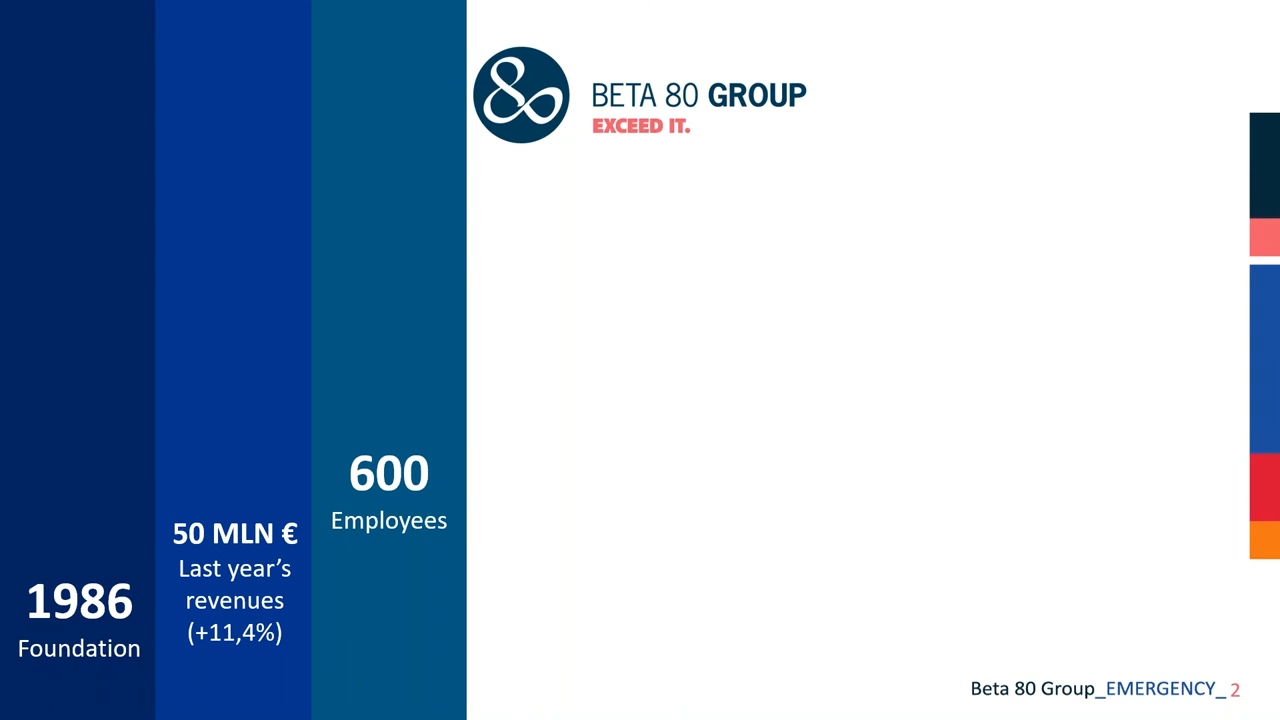 1986
Foundation
50 MLN €
Last year’s
revenues
(+11,4%)
600
Employees
BETA 80 GROUP
EXCEED IT.
Beta 80 Group_EMERGENCY_ 2